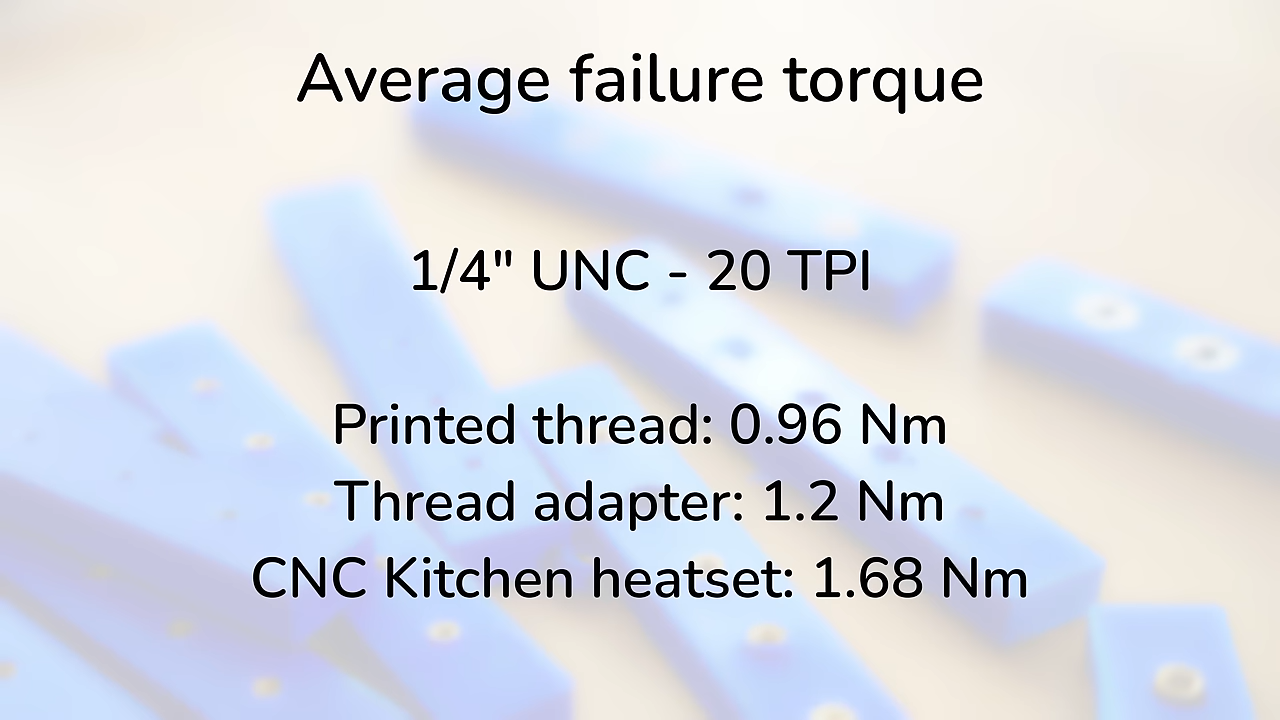 Average failure torque
1/4" UNC - 20 TPI
Printed thread: 0.96 Nm
Thread adapter: 1.2 Nm
CNC Kitchen heatset: 1.68 Nm